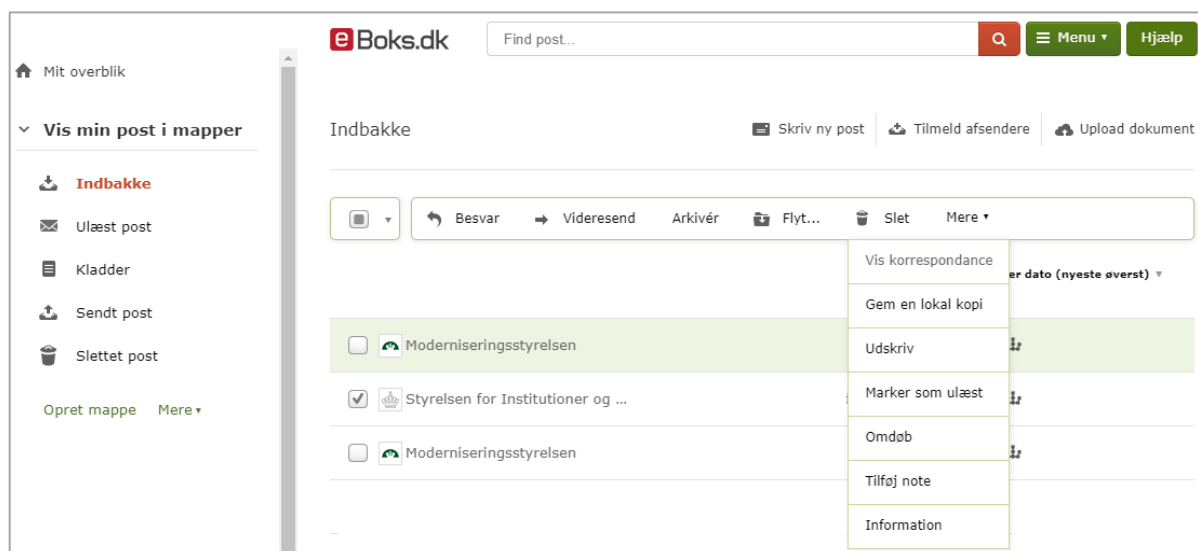 eBoks.dk
Find post...
Menu
Hjælp
Mit overblik
Vis min post i mapper
Indbakke
Ulæst post
Kladder
Sendt post
Slettet post
Opret mappe Mere
Indbakke
Skriv ny post
Tilmeld afsendere
Upload dokument
Besvar
Videresend
Arkivér
Flyt...
Slet
Mere
er dato (nyeste øverst)
Vis korrespondance
Gem en lokal kopi
Udskriv
Marker som ulæst
Omdøb
Tilføj note
Information
Moderniseringsstyrelsen
Styrelsen for Institutioner og ...
Moderniseringsstyrelsen